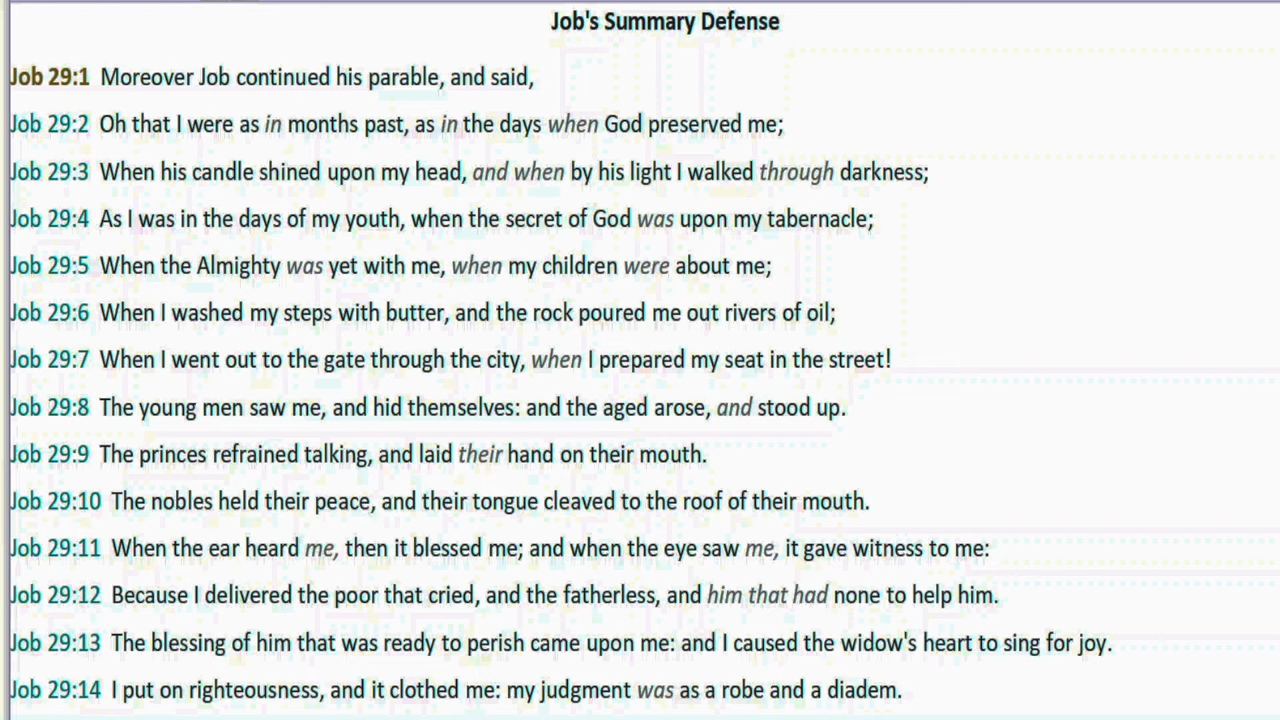 Job's Summary Defense
Job 29:1 Moreover Job continued his parable, and said,
Job 29:2 Oh that I were as in months past, as in the days when God preserved me;
Job 29:3 When his candle shined upon my head, and when by his light I walked through darkness;
Job 29:4 As I was in the days of my youth, when the secret of God was upon my tabernacle;
Job 29:5 When the Almighty was yet with me, when my children were about me;
Job 29:6 When I washed my steps with butter, and the rock poured me out rivers of oil;
Job 29:7 When I went out to the gate through the city, when I prepared my seat in the street!
Job 29:8 The young men saw me, and hid themselves: and the aged arose, and stood up.
Job 29:9 The princes refrained talking, and laid their hand on their mouth.
Job 29:10 The nobles held their peace, and their tongue cleaved to the roof of their mouth.
Job 29:11 When the ear heard me, then it blessed me; and when the eye saw me, it gave witness to me:
Job 29:12 Because I delivered the poor that cried, and the fatherless, and him that had none to help him.
Job 29:13 The blessing of him that was ready to perish came upon me: and I caused the widow's heart to sing for joy.
Job 29:14 I put on righteousness, and it clothed me: my judgment was as a robe and a diadem.